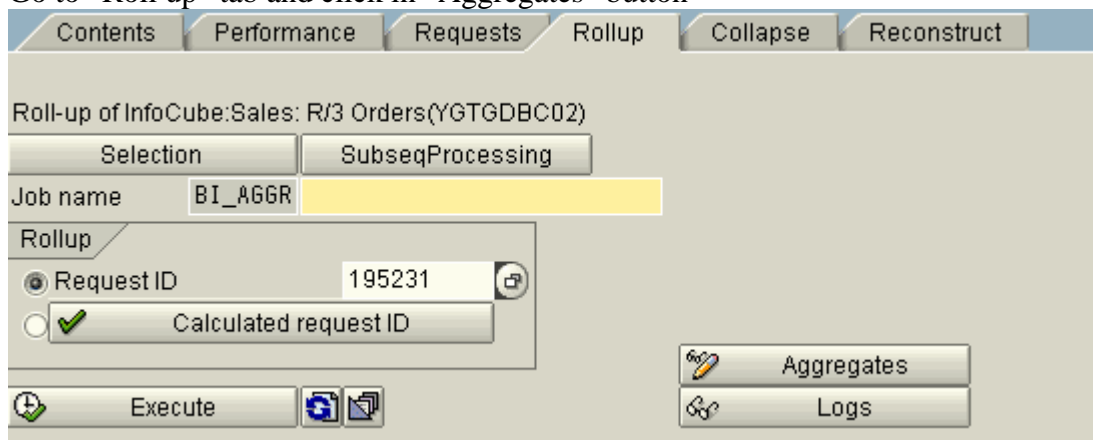 Go to "Roll up" tab and click in "Aggregates" button
Contents Performance Requests Rollup Collapse Reconstruct
Roll-up of InfoCube:Sales: R/3 Orders(YGTGDBC02)
Selection SubseqProcessing
Job name BI_AGGR
Rollup
Request ID 195231
Calculated request ID
Aggregates
Execute Logs